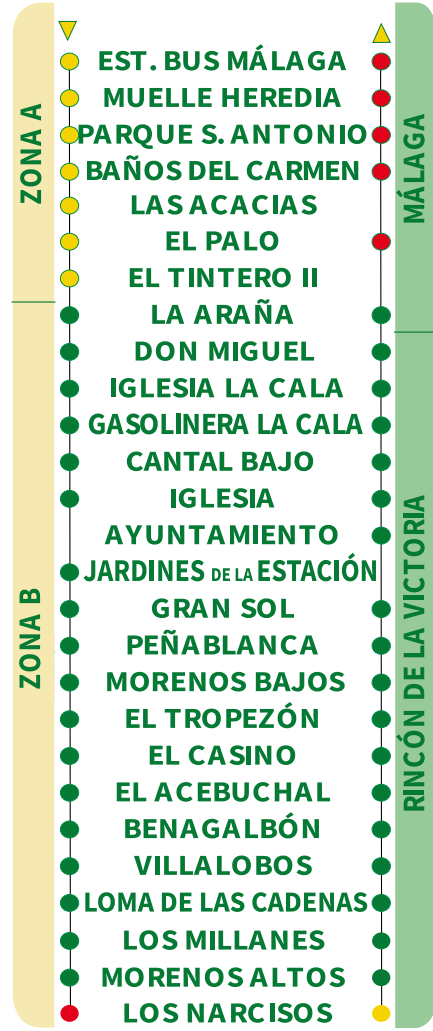 ZONA A
ZONA B
EST. BUS MÁLAGA
MUELLE HEREDIA
PARQUE S. ANTONIO
BAÑOS DEL CARMEN
LAS ACACIAS
EL PALO
EL TINTERO II
LA ARAÑA
DON MIGUEL
IGLESIA LA CALA
GASOLINERA LA CALA
CANTAL BAJO
IGLESIA
AYUNTAMIENTO
JARDINES DE LA ESTACIÓN
GRAN SOL
PEÑABLANCA
MORENOS BAJOS
EL TROPEZÓN
EL CASINO
EL ACEBUCHAL
BENAGALBÓN
VILLALOBOS
LOMA DE LAS CADENAS
LOS MILLANES
MORENOS ALTOS
LOS NARCISOS
MÁLAGA
RINCÓN DE LA VICTORIA